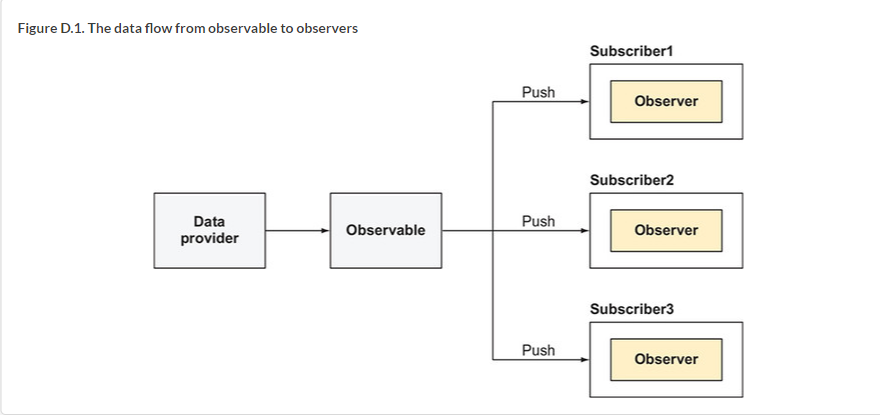 Figure D.1. The data flow from observable to observers
Subscriber1
Push
Observer
Subscriber2
Data
provider
Observable
Push
Observer
Subscriber3
Push
Observer